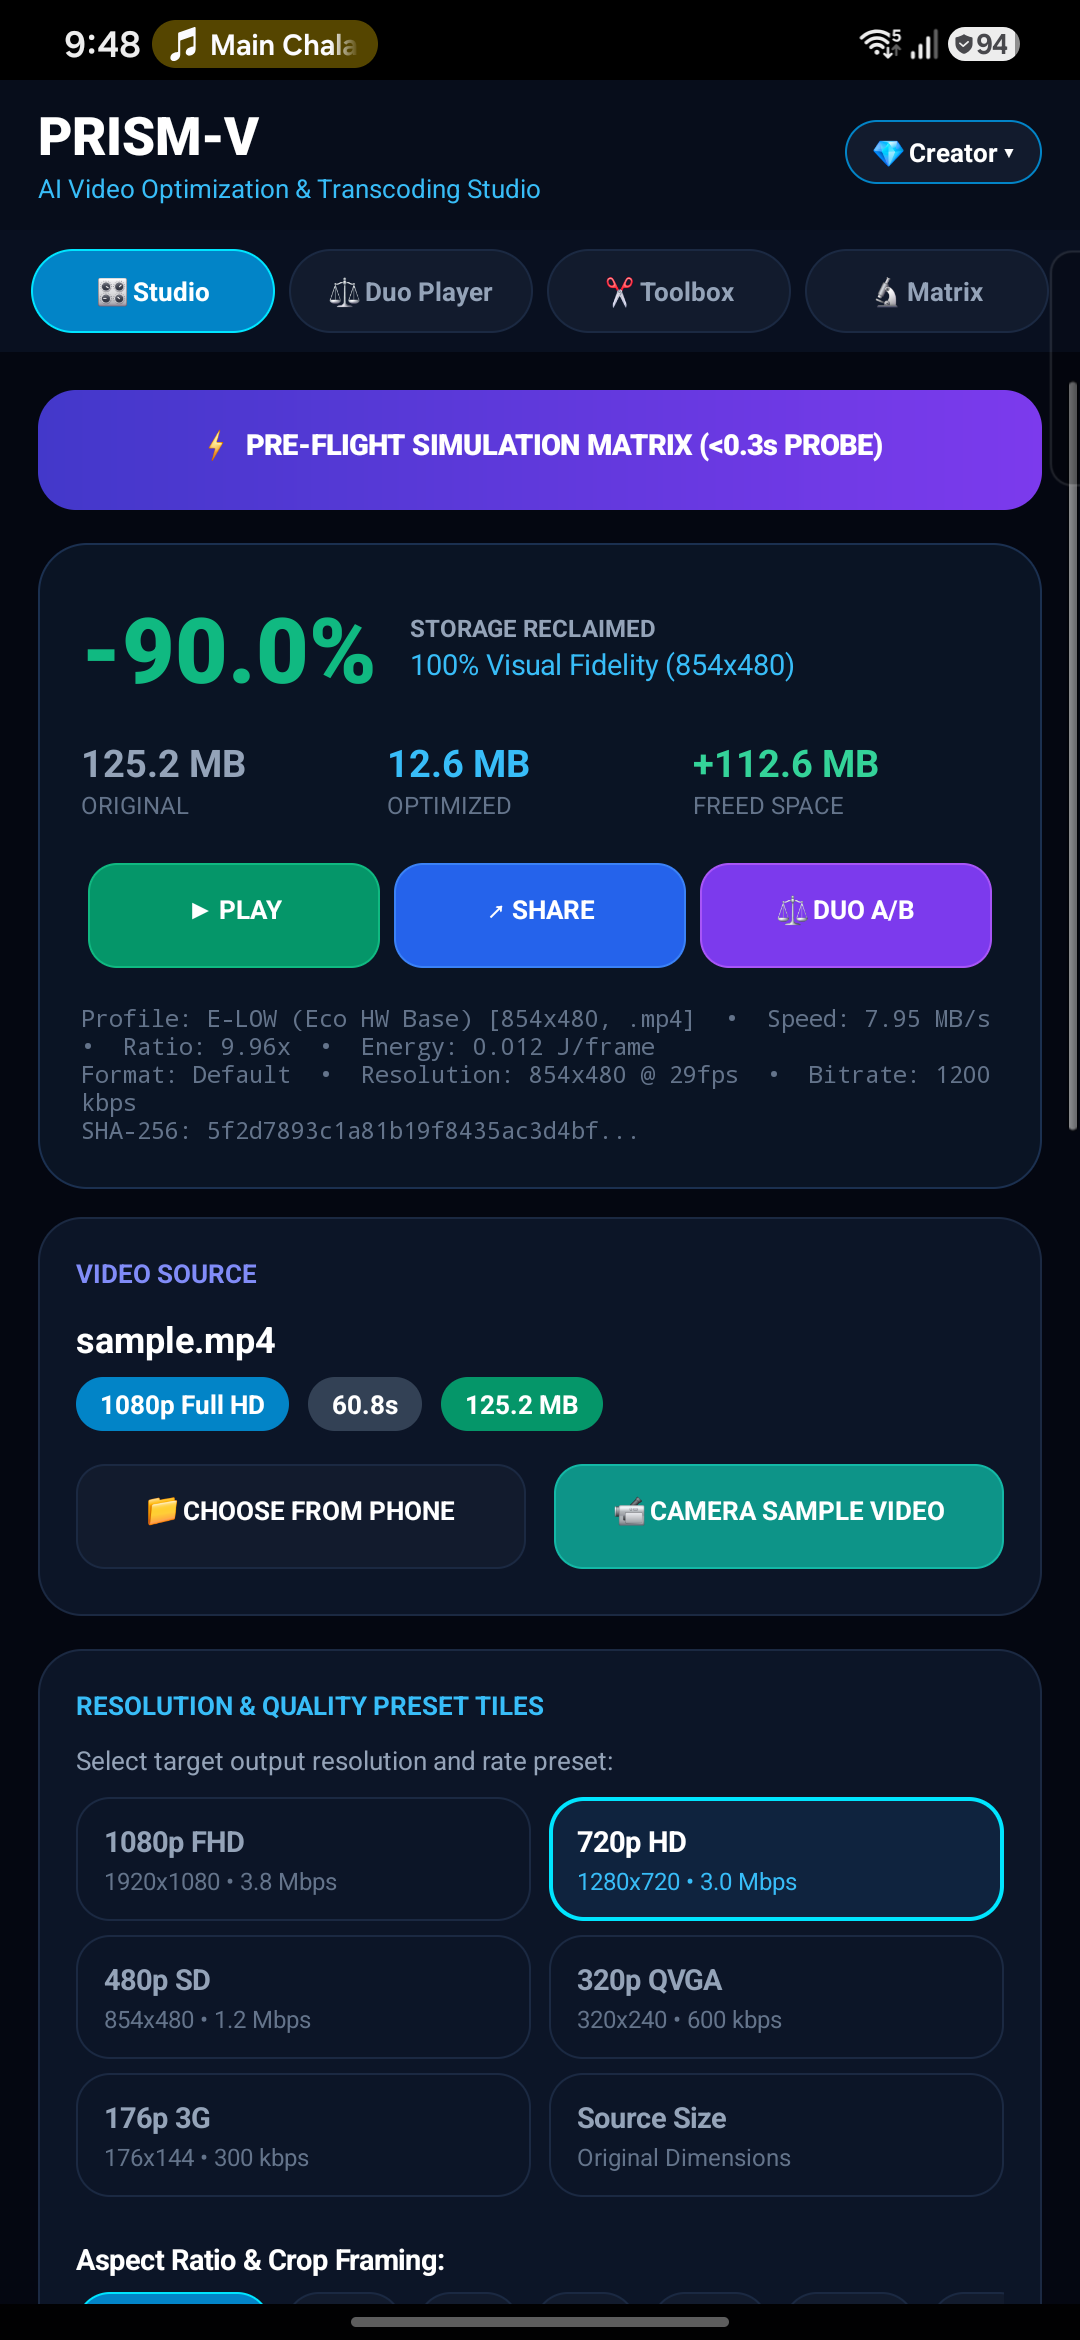 9:48 Main Chala 5 94
PRISM-V
AI Video Optimization & Transcoding Studio
Creator ▾
Studio
Duo Player
Toolbox
Matrix
PRE-FLIGHT SIMULATION MATRIX (<0.3s PROBE)
-90.0%
STORAGE RECLAIMED
100% Visual Fidelity (854x480)
125.2 MB
ORIGINAL
12.6 MB
OPTIMIZED
+112.6 MB
FREED SPACE
▶ PLAY
↗ SHARE
DUO A/B
Profile: E-LOW (Eco HW Base) [854x480, .mp4] • Speed: 7.95 MB/s
• Ratio: 9.96x • Energy: 0.012 J/frame
Format: Default • Resolution: 854x480 @ 29fps • Bitrate: 1200
kbps
SHA-256: 5f2d7893c1a81b19f8435ac3d4bf...
VIDEO SOURCE
sample.mp4
1080p Full HD
60.8s
125.2 MB
CHOOSE FROM PHONE
CAMERA SAMPLE VIDEO
RESOLUTION & QUALITY PRESET TILES
Select target output resolution and rate preset:
1080p FHD
1920x1080 • 3.8 Mbps
720p HD
1280x720 • 3.0 Mbps
480p SD
854x480 • 1.2 Mbps
320p QVGA
320x240 • 600 kbps
176p 3G
176x144 • 300 kbps
Source Size
Original Dimensions
Aspect Ratio & Crop Framing: